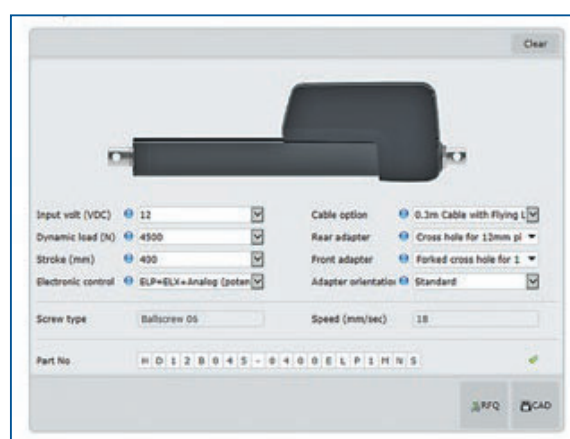 Clear
Input volt (VDC) 12 Cable option 0.3m Cable with Flying L
Dynamic load (N) 4500 Rear adapter Cross hole for 12mm pi
Stroke (mm) 400 Front adapter Forked cross hole for 1
Electronic control ELP=ELX+Analog (poten Adapter orientation Standard
Screw type Ballscrew 06 Speed (mm/sec) 18
Part No H D 1 2 B 0 4 5 - 0 4 0 0 E L P 1 M N S
RFQ CAD